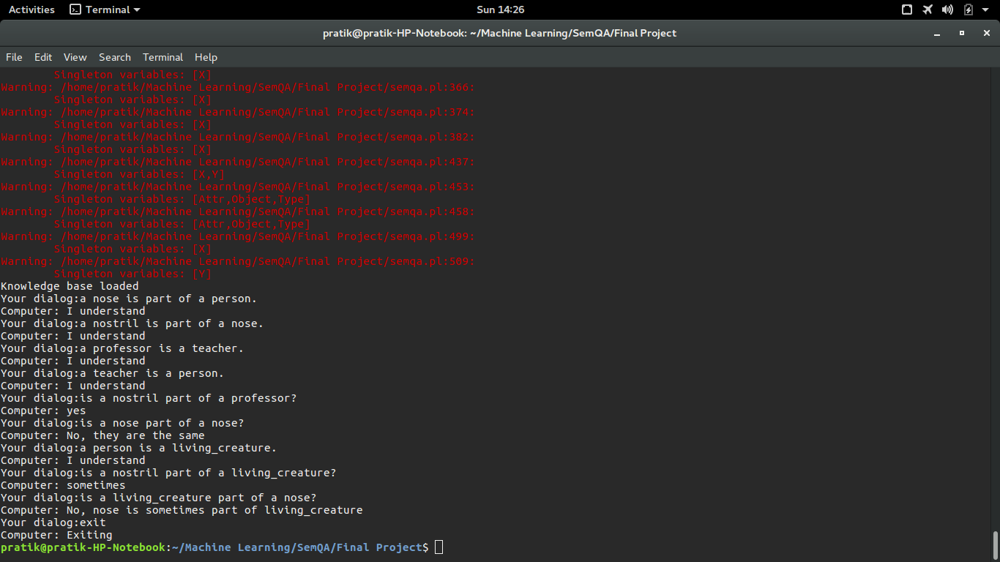 Activities Terminal Sun 14:26
pratik@pratik-HP-Notebook: ~/Machine Learning/SemQA/Final Project
File Edit View Search Terminal Help
Singleton variables: [X]
Warning: /home/pratik/Machine Learning/SemQA/Final Project/semqa.pl:366:
Singleton variables: [X]
Warning: /home/pratik/Machine Learning/SemQA/Final Project/semqa.pl:374:
Singleton variables: [X]
Warning: /home/pratik/Machine Learning/SemQA/Final Project/semqa.pl:382:
Singleton variables: [X]
Warning: /home/pratik/Machine Learning/SemQA/Final Project/semqa.pl:437:
Singleton variables: [X,Y]
Warning: /home/pratik/Machine Learning/SemQA/Final Project/semqa.pl:453:
Singleton variables: [Attr,Object,Type]
Warning: /home/pratik/Machine Learning/SemQA/Final Project/semqa.pl:458:
Singleton variables: [Attr,Object,Type]
Warning: /home/pratik/Machine Learning/SemQA/Final Project/semqa.pl:499:
Singleton variables: [X]
Warning: /home/pratik/Machine Learning/SemQA/Final Project/semqa.pl:509:
Singleton variables: [Y]
Knowledge base loaded
Your dialog:a nose is part of a person.
Computer: I understand
Your dialog:a nostril is part of a nose.
Computer: I understand
Your dialog:a professor is a teacher.
Computer: I understand
Your dialog:a teacher is a person.
Computer: I understand
Your dialog:is a nostril part of a professor?
Computer: yes
Your dialog:is a nose part of a nose?
Computer: No, they are the same
Your dialog:a person is a living_creature.
Computer: I understand
Your dialog:is a nostril part of a living_creature?
Computer: sometimes
Your dialog:is a living_creature part of a nose?
Computer: No, nose is sometimes part of living_creature
Your dialog:exit
Computer: Exiting
pratik@pratik-HP-Notebook:~/Machine Learning/SemQA/Final Project$